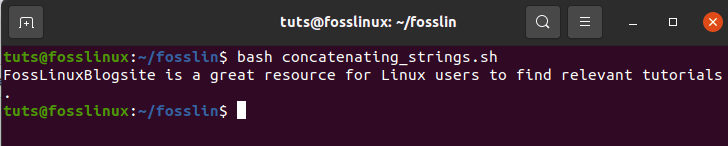 tuts@fosslinux: ~/fosslin
tuts@fosslinux:~/fosslin$ bash concatenating_strings.sh
FossLinuxBlogsite is a great resource for Linux users to find relevant tutorials
.
tuts@fosslinux:~/fosslin$